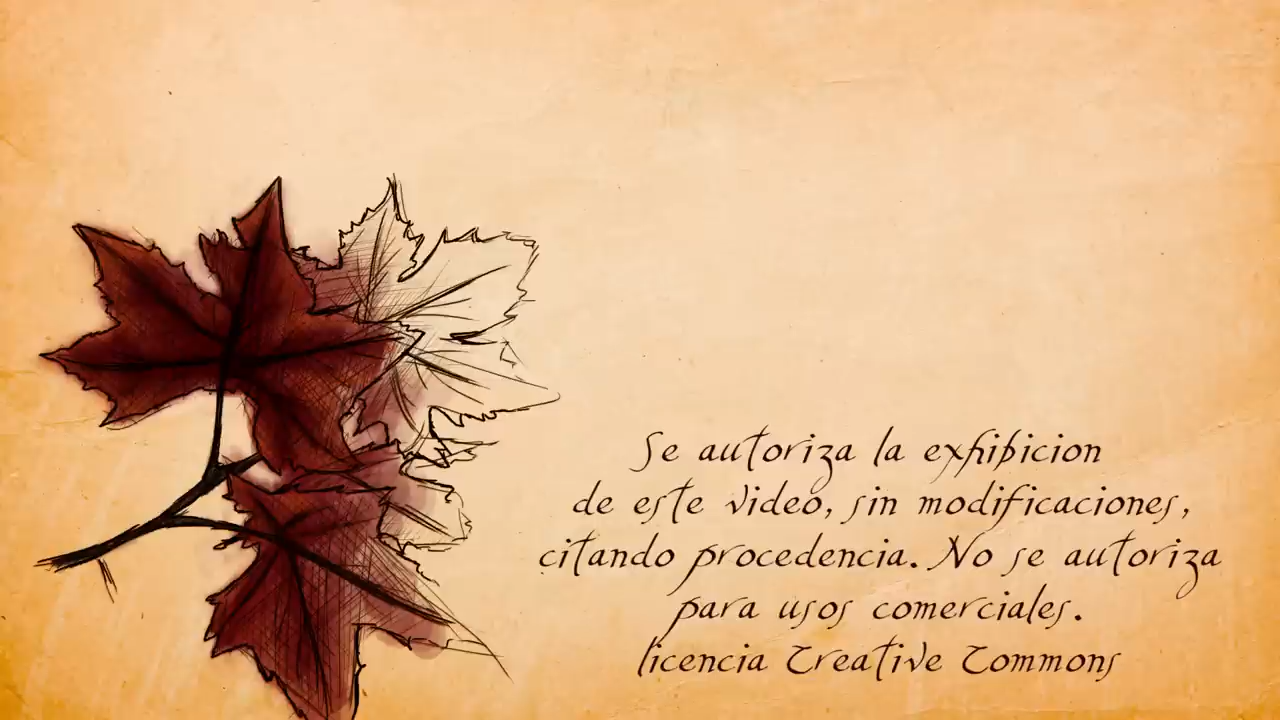 Se autoriza la exhibicion
de este video, sin modificaciones,
citando procedencia. No se autoriza
para usos comerciales.
licencia Creative Commons